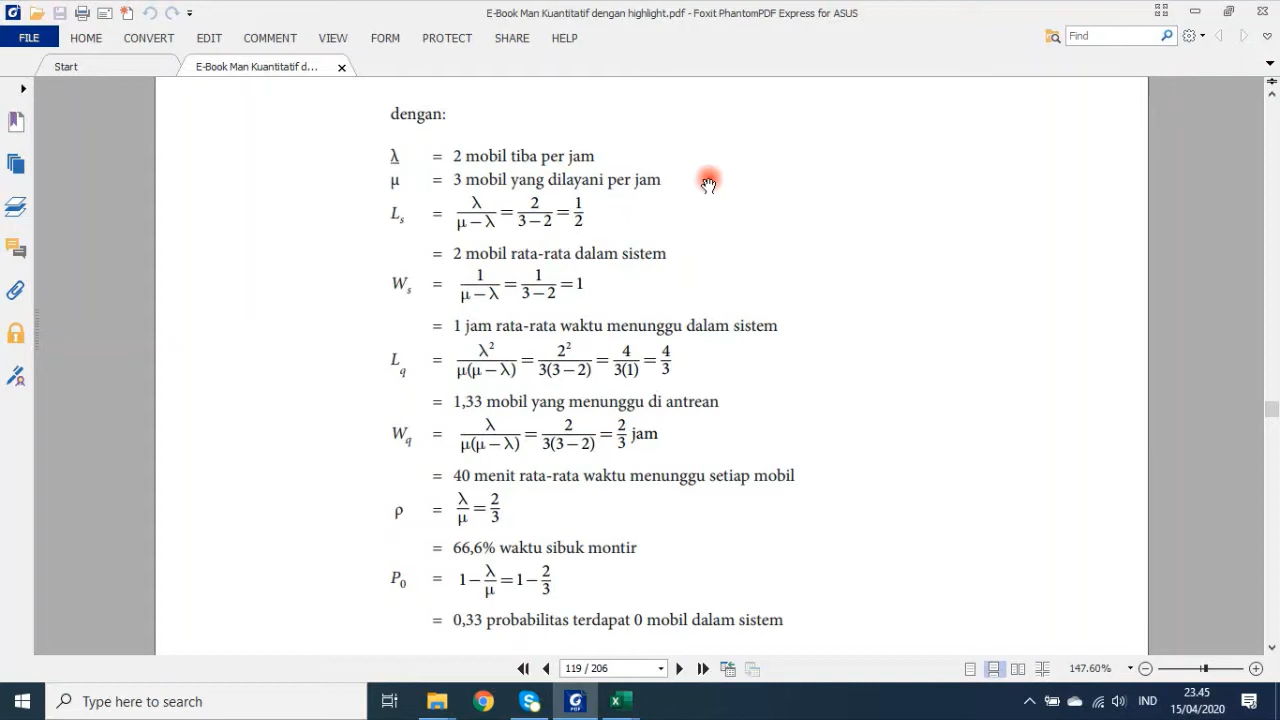 E-Book Man Kuantitatif dengan highlight.pdf - Foxit PhantomPDF Express for ASUS
FILE HOME CONVERT EDIT COMMENT VIEW FORM PROTECT SHARE HELP Find
Start E-Book Man Kuantitatif d...
dengan:
λ = 2 mobil tiba per jam
μ = 3 mobil yang dilayani per jam
Ls = λ/(μ − λ) = 2/(3 − 2) = 1/2
= 2 mobil rata-rata dalam sistem
Ws = 1/(μ − λ) = 1/(3 − 2) = 1
= 1 jam rata-rata waktu menunggu dalam sistem
Lq = λ²/(μ(μ − λ)) = 2²/(3(3 − 2)) = 4/(3(1)) = 4/3
= 1,33 mobil yang menunggu di antrean
Wq = λ/(μ(μ − λ)) = 2/(3(3 − 2)) = 2/3 jam
= 40 menit rata-rata waktu menunggu setiap mobil
ρ = λ/μ = 2/3
= 66,6% waktu sibuk montir
P0 = 1 − λ/μ = 1 − 2/3
= 0,33 probabilitas terdapat 0 mobil dalam sistem
119 / 206 147.60%
Type here to search IND 23.45
15/04/2020